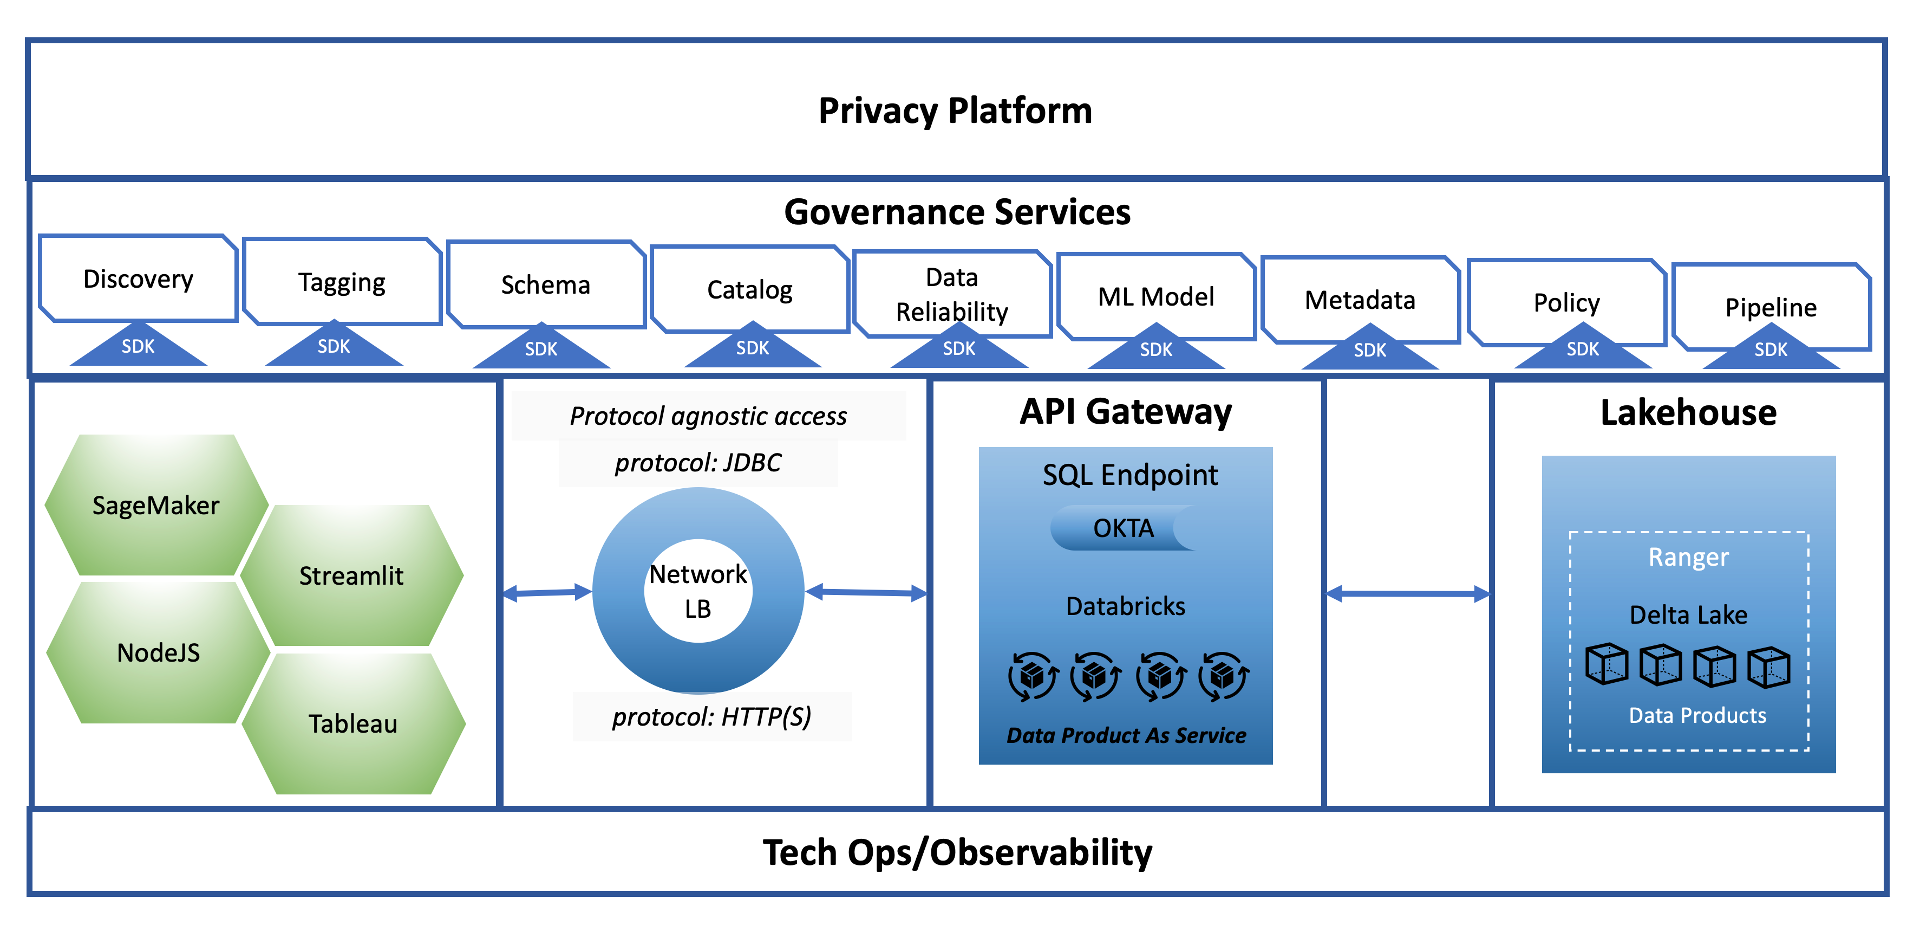 Privacy Platform
Governance Services
Discovery
Tagging
Schema
Catalog
Data
Reliability
ML Model
Metadata
Policy
Pipeline
SDK
SDK
SDK
SDK
SDK
SDK
SDK
SDK
SDK
SageMaker
Streamlit
NodeJS
Tableau
Protocol agnostic access
protocol: JDBC
Network
LB
protocol: HTTP(S)
API Gateway
SQL Endpoint
OKTA
Databricks
Data Product As Service
Lakehouse
Ranger
Delta Lake
Data Products
Tech Ops/Observability